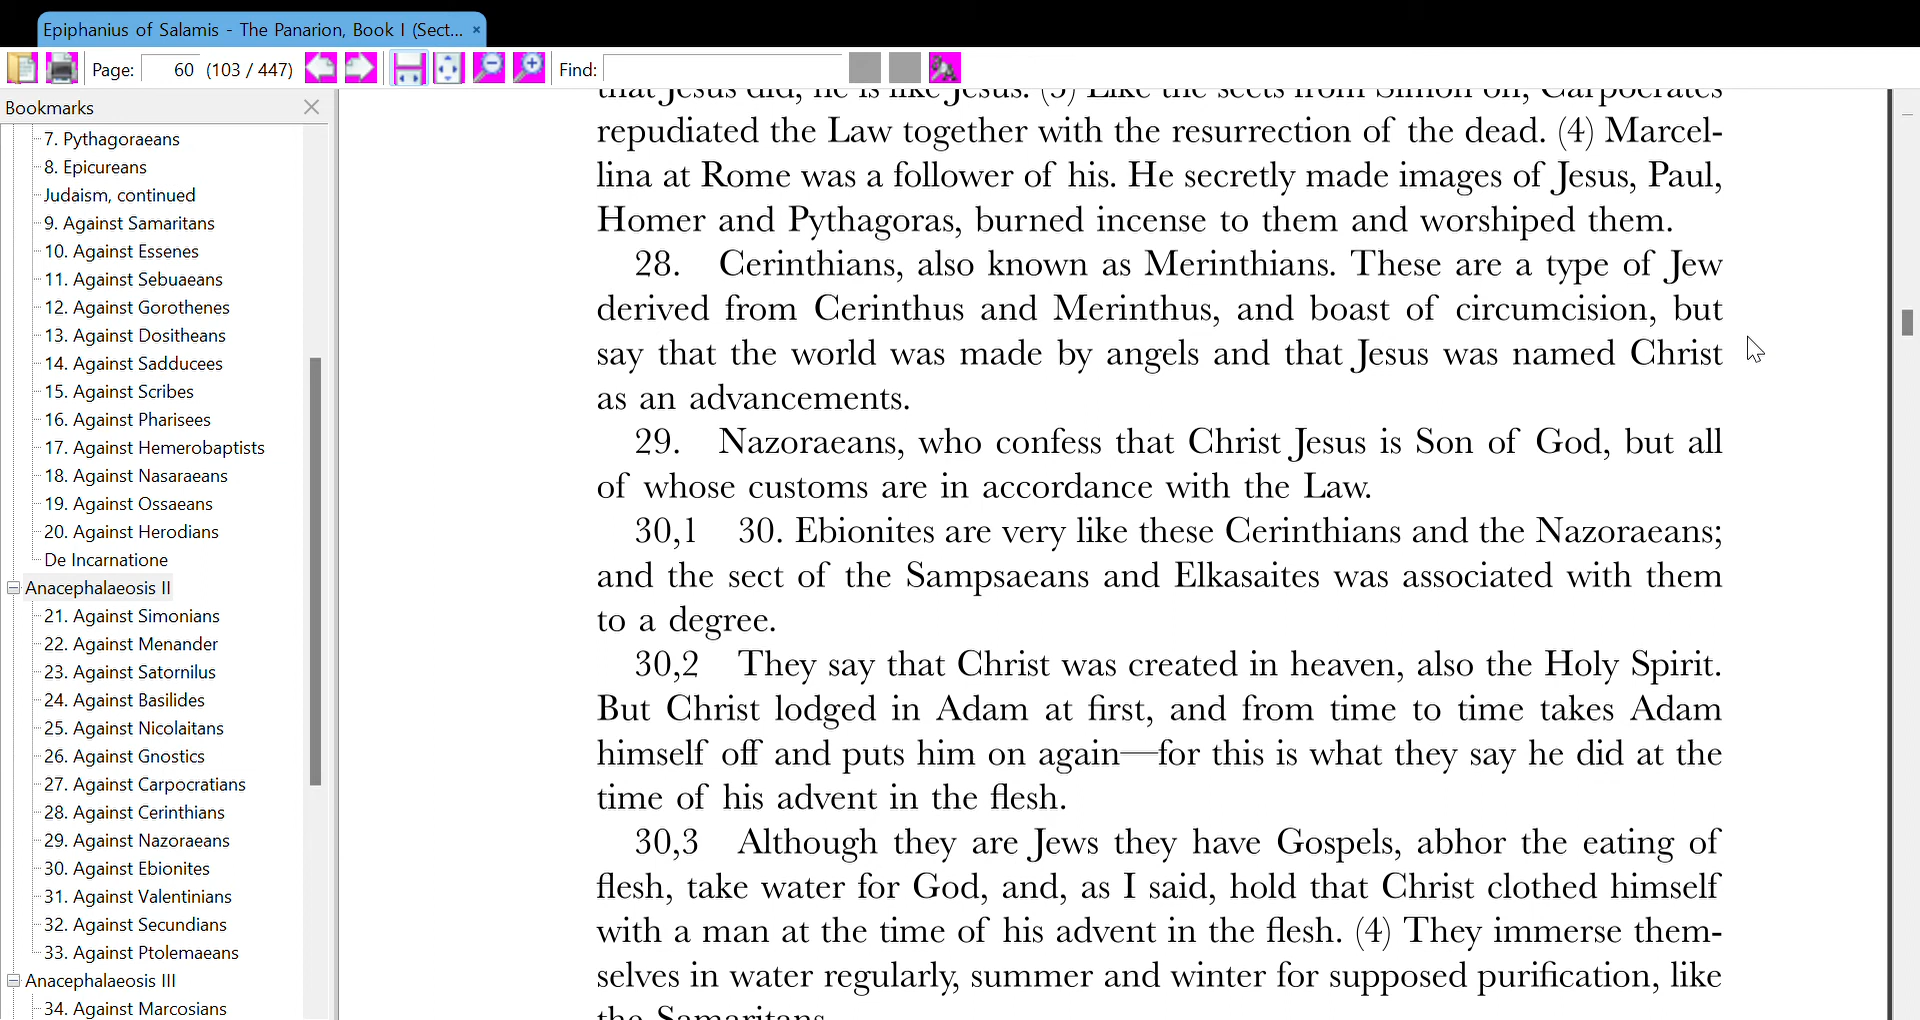 Epiphanius of Salamis - The Panarion, Book I (Sect... ×
Page: 60 (103 / 447) Find:
Bookmarks
7. Pythagoraeans
8. Epicureans
Judaism, continued
9. Against Samaritans
10. Against Essenes
11. Against Sebuaeans
12. Against Gorothenes
13. Against Dositheans
14. Against Sadducees
15. Against Scribes
16. Against Pharisees
17. Against Hemerobaptists
18. Against Nasaraeans
19. Against Ossaeans
20. Against Herodians
De Incarnatione
Anacephalaeosis II
21. Against Simonians
22. Against Menander
23. Against Satornilus
24. Against Basilides
25. Against Nicolaitans
26. Against Gnostics
27. Against Carpocratians
28. Against Cerinthians
29. Against Nazoraeans
30. Against Ebionites
31. Against Valentinians
32. Against Secundians
33. Against Ptolemaeans
Anacephalaeosis III
34. Against Marcosians
that Jesus did, he is like Jesus. (3) Like the sects from Simon on, Carpocrates
repudiated the Law together with the resurrection of the dead. (4) Marcel-
lina at Rome was a follower of his. He secretly made images of Jesus, Paul,
Homer and Pythagoras, burned incense to them and worshiped them.
28. Cerinthians, also known as Merinthians. These are a type of Jew
derived from Cerinthus and Merinthus, and boast of circumcision, but
say that the world was made by angels and that Jesus was named Christ
as an advancements.
29. Nazoraeans, who confess that Christ Jesus is Son of God, but all
of whose customs are in accordance with the Law.
30,1 30. Ebionites are very like these Cerinthians and the Nazoraeans;
and the sect of the Sampsaeans and Elkasaites was associated with them
to a degree.
30,2 They say that Christ was created in heaven, also the Holy Spirit.
But Christ lodged in Adam at first, and from time to time takes Adam
himself off and puts him on again—for this is what they say he did at the
time of his advent in the flesh.
30,3 Although they are Jews they have Gospels, abhor the eating of
flesh, take water for God, and, as I said, hold that Christ clothed himself
with a man at the time of his advent in the flesh. (4) They immerse them-
selves in water regularly, summer and winter for supposed purification, like
the Samaritans.